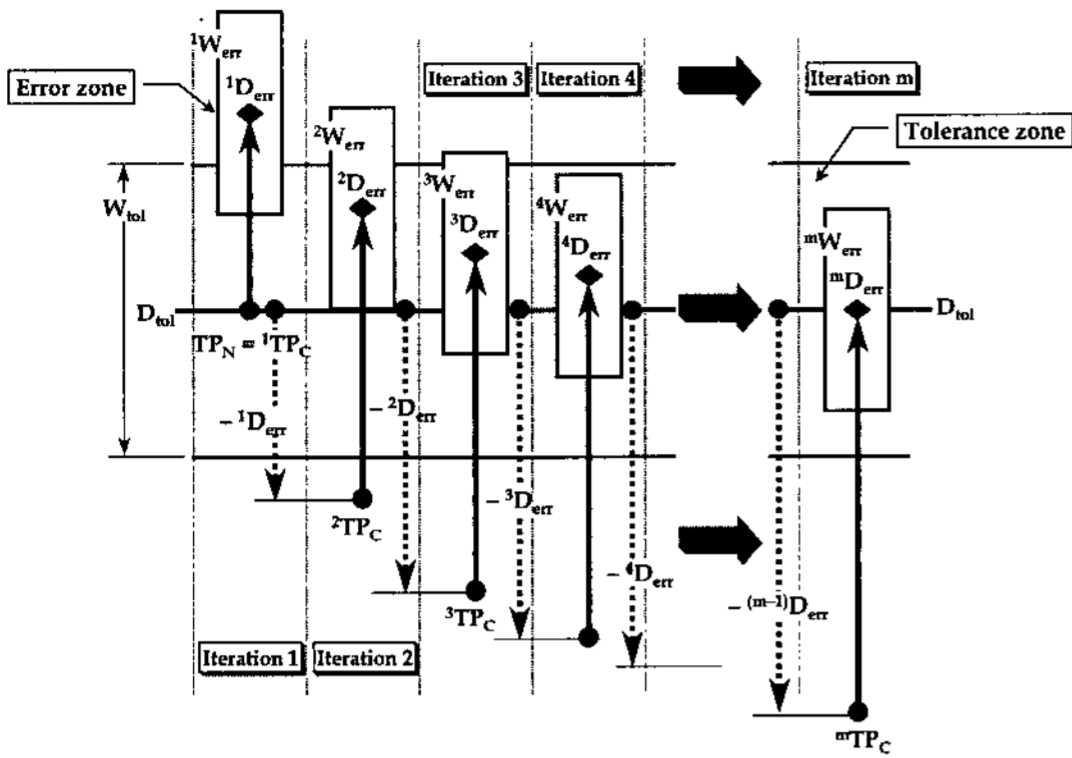 ¹W_err
Error zone
¹D_err
Iteration 3
Iteration 4
Iteration m
²W_err
Tolerance zone
²D_err
³W_err
W_tol
⁴W_err
³D_err
⁴D_err
ᵐW_err
ᵐD_err
D_tol
D_tol
TP_N = ¹TP_C
– ¹D_err
– ²D_err
– ³D_err
²TP_C
– ⁴D_err
³TP_C
– ⁽ᵐ⁻¹⁾D_err
Iteration 1
Iteration 2
ᵐTP_C